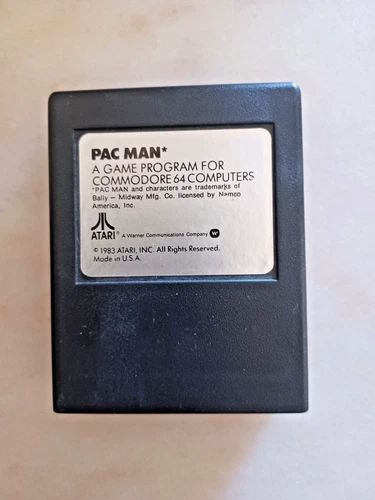 PAC MAN*
A GAME PROGRAM FOR
COMMODORE 64 COMPUTERS
*PAC MAN and characters are trademarks of
Bally – Midway Mfg. Co. licensed by Namco
America, Inc.
ATARI® A Warner Communications Company W
© 1983 ATARI, INC. All Rights Reserved.
Made in U.S.A.